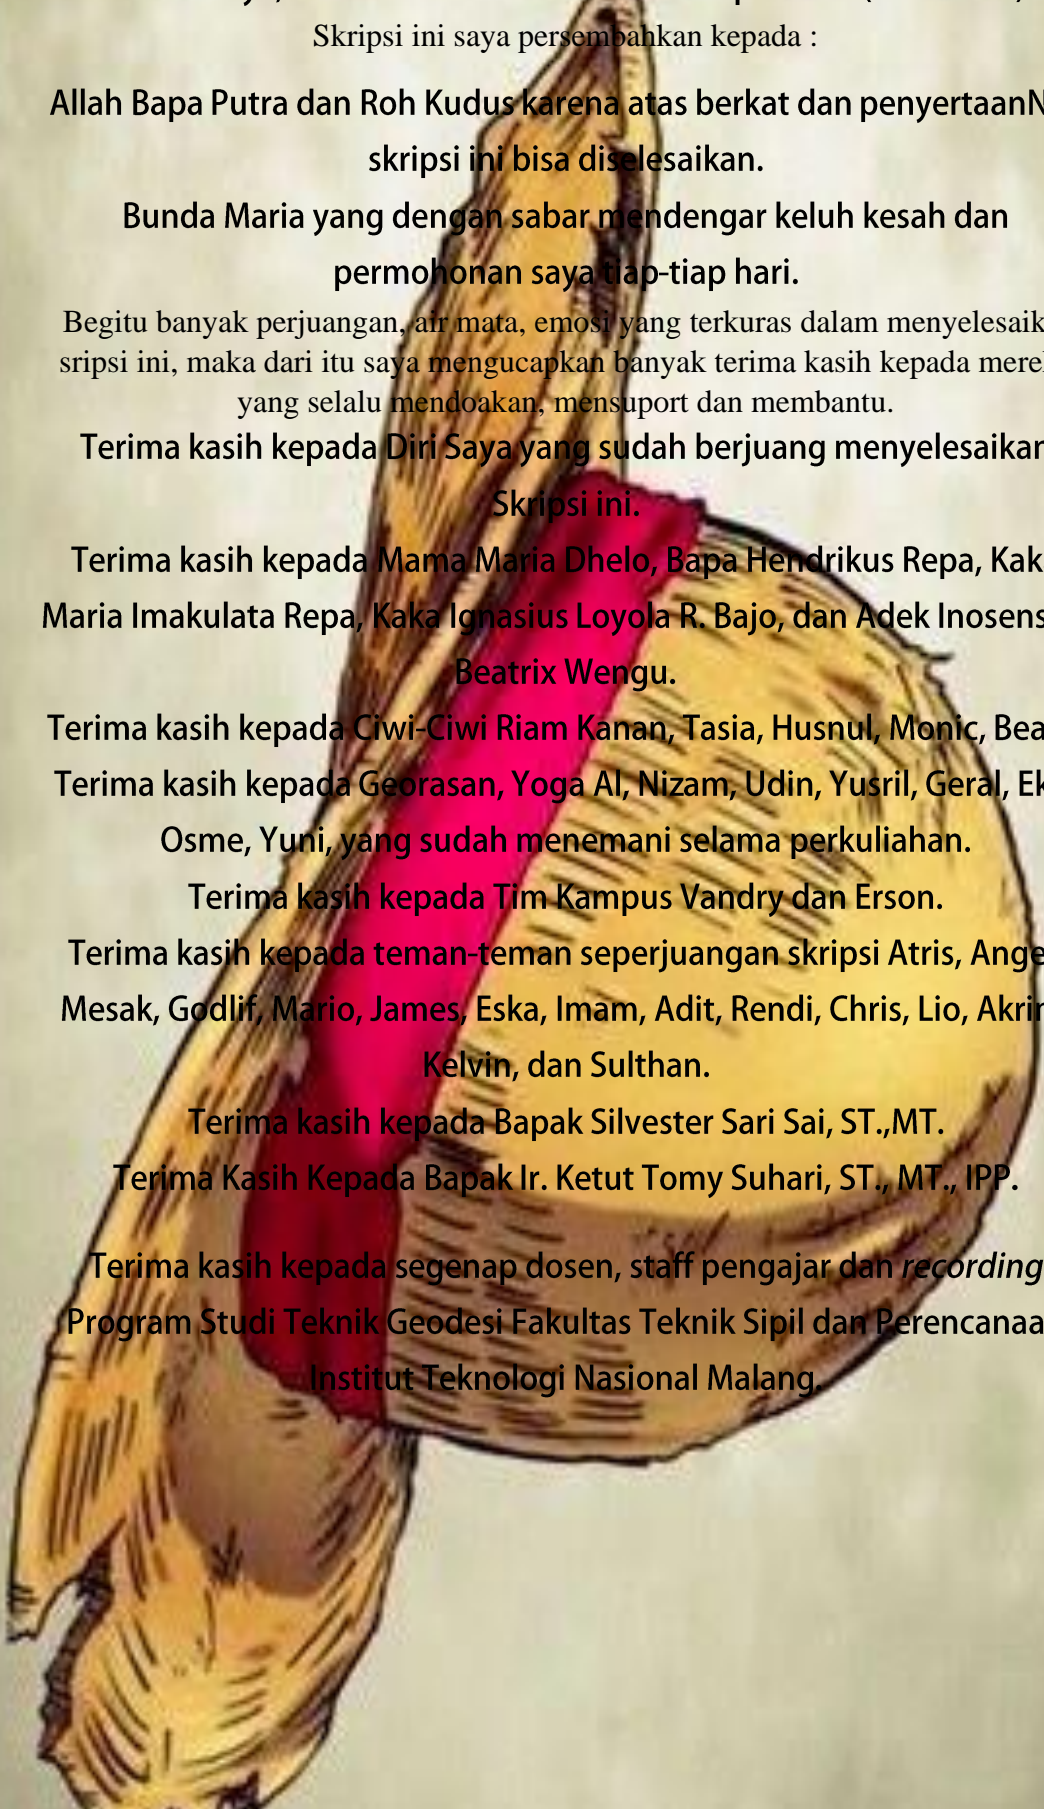 Skripsi ini saya persembahkan kepada :
Allah Bapa Putra dan Roh Kudus karena atas berkat dan penyertaanN
skripsi ini bisa diselesaikan.
Bunda Maria yang dengan sabar mendengar keluh kesah dan
permohonan saya tiap-tiap hari.
Begitu banyak perjuangan, air mata, emosi yang terkuras dalam menyelesaik
sripsi ini, maka dari itu saya mengucapkan banyak terima kasih kepada mere
yang selalu mendoakan, mensuport dan membantu.
Terima kasih kepada Diri Saya yang sudah berjuang menyelesaikan
Skripsi ini.
Terima kasih kepada Mama Maria Dhelo, Bapa Hendrikus Repa, Kak
Maria Imakulata Repa, Kaka Ignasius Loyola R. Bajo, dan Adek Inosens
Beatrix Wengu.
Terima kasih kepada Ciwi-Ciwi Riam Kanan, Tasia, Husnul, Monic, Bea
Terima kasih kepada Georasan, Yoga Al, Nizam, Udin, Yusril, Geral, Ek
Osme, Yuni, yang sudah menemani selama perkuliahan.
Terima kasih kepada Tim Kampus Vandry dan Erson.
Terima kasih kepada teman-teman seperjuangan skripsi Atris, Ange
Mesak, Godlif, Mario, James, Eska, Imam, Adit, Rendi, Chris, Lio, Akri
Kelvin, dan Sulthan.
Terima kasih kepada Bapak Silvester Sari Sai, ST.,MT.
Terima Kasih Kepada Bapak Ir. Ketut Tomy Suhari, ST., MT., IPP.
Terima kasih kepada segenap dosen, staff pengajar dan recording
Program Studi Teknik Geodesi Fakultas Teknik Sipil dan Perencanaa
Institut Teknologi Nasional Malang.